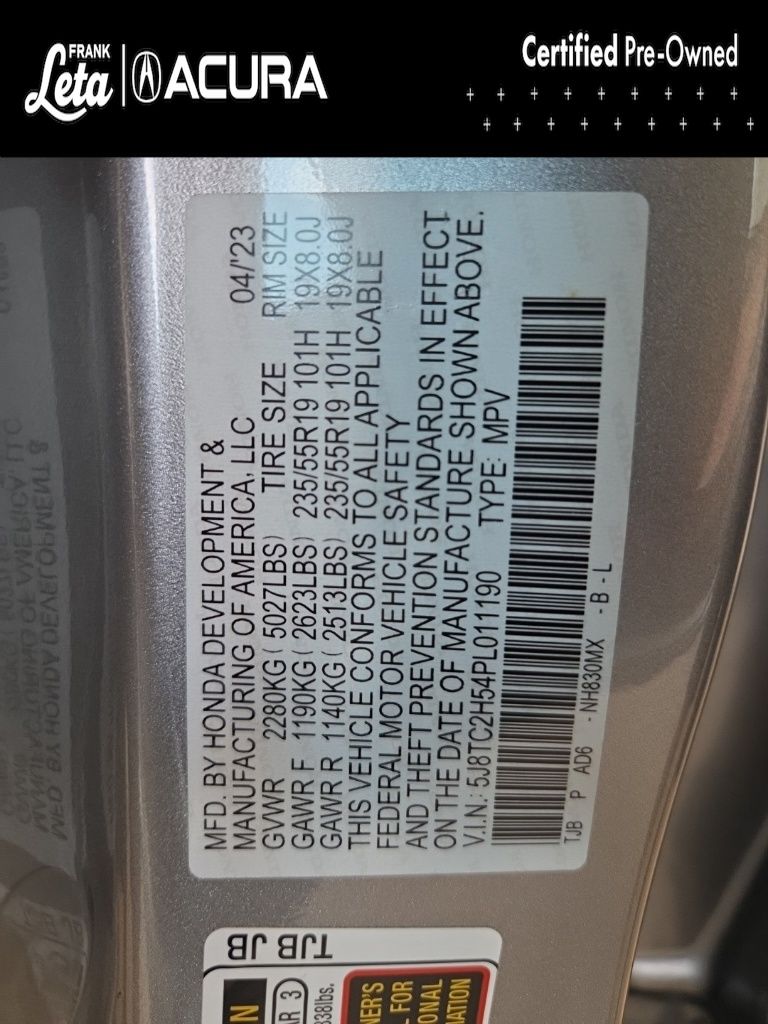 FRANK
Leta
ACURA
Certified Pre-Owned
MFD. BY HONDA DEVELOPMENT &
MANUFACTURING OF AMERICA, LLC 04/'23
GVWR 2280KG ( 5027LBS) TIRE SIZE RIM SIZE
GAWR F 1190KG ( 2623LBS) 235/55R19 101H 19X8.0J
GAWR R 1140KG ( 2513LBS) 235/55R19 101H 19X8.0J
THIS VEHICLE CONFORMS TO ALL APPLICABLE
FEDERAL MOTOR VEHICLE SAFETY
AND THEFT PREVENTION STANDARDS IN EFFECT
ON THE DATE OF MANUFACTURE SHOWN ABOVE.
V.I.N.: 5J8TC2H54PL011190 TYPE: MPV
TJB P AD6 - NH830MX - B - L
TJB JB